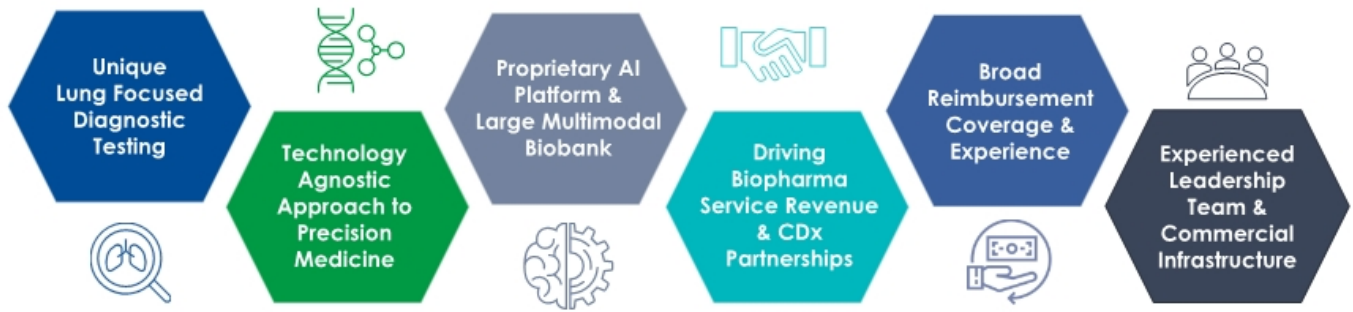 Unique
Lung Focused
Diagnostic
Testing
Technology
Agnostic
Approach to
Precision
Medicine
Proprietary AI
Platform &
Large Multimodal
Biobank
Driving
Biopharma
Service Revenue
& CDx
Partnerships
Broad
Reimbursement
Coverage &
Experience
Experienced
Leadership
Team &
Commercial
Infrastructure